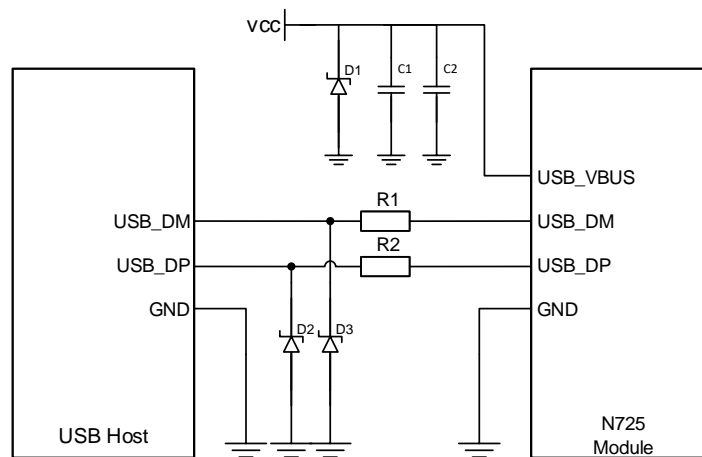 VCC
D1
C1
C2
USB_VBUS
USB_DM
R1
USB_DM
USB_DP
R2
USB_DP
GND
GND
D2
D3
USB Host
N725
Module